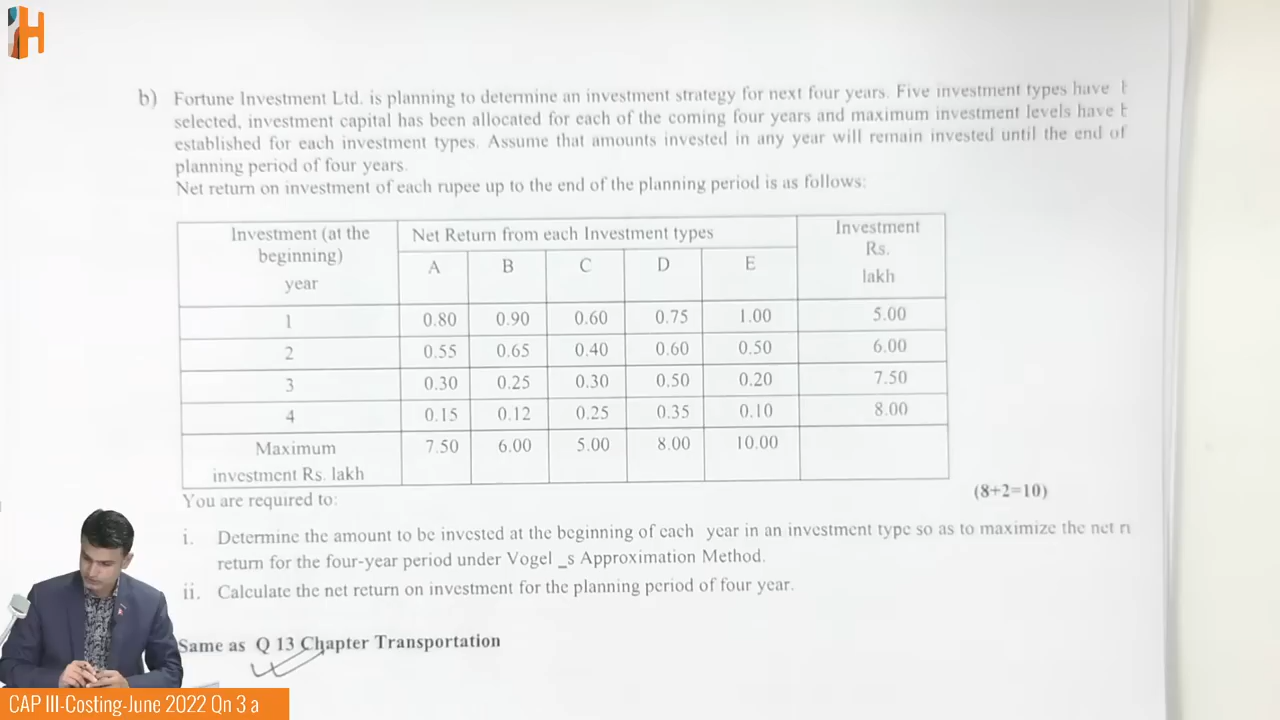 H
b) Fortune Investment Ltd. is planning to determine an investment strategy for next four years. Five investment types have
selected, investment capital has been allocated for each of the coming four years and maximum investment levels have
established for each investment types. Assume that amounts invested in any year will remain invested until the end of
planning period of four years.
Net return on investment of each rupee up to the end of the planning period is as follows:
Investment (at the beginning) year Net Return from each Investment types Investment Rs. lakh
A B C D E
1 0.80 0.90 0.60 0.75 1.00 5.00
2 0.55 0.65 0.40 0.60 0.50 6.00
3 0.30 0.25 0.30 0.50 0.20 7.50
4 0.15 0.12 0.25 0.35 0.10 8.00
Maximum investment Rs. lakh 7.50 6.00 5.00 8.00 10.00
You are required to:
(8+2=10)
i. Determine the amount to be invested at the beginning of each year in an investment type so as to maximize the net
return for the four-year period under Vogel _s Approximation Method.
ii. Calculate the net return on investment for the planning period of four year.
Same as Q 13 Chapter Transportation
CAP III-Costing-June 2022 Qn 3 a